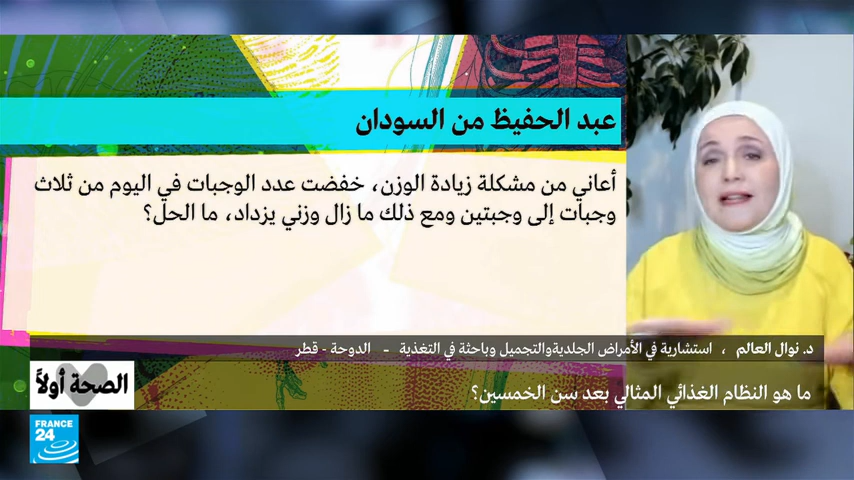 عبد الحفيظ من السودان
أعاني من مشكلة زيادة الوزن، خفضت عدد الوجبات في اليوم من ثلاث
وجبات إلى وجبتين ومع ذلك ما زال وزني يزداد، ما الحل؟
د. نوال العالم ، استشارية في الأمراض الجلديةوالتجميل وباحثة في التغذية - الدوحة - قطر
الصحة أولاً
ما هو النظام الغذائي المثالي بعد سن الخمسين؟
FRANCE
24